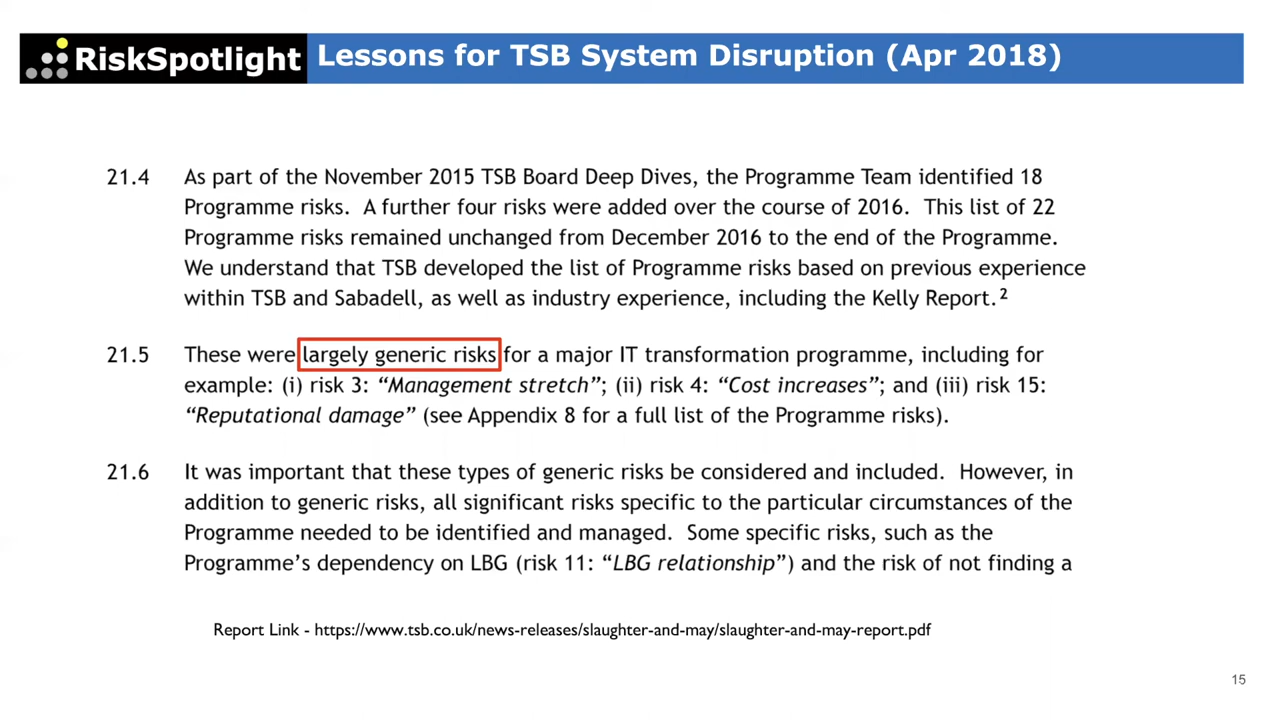 RiskSpotlight
Lessons for TSB System Disruption (Apr 2018)
21.4 As part of the November 2015 TSB Board Deep Dives, the Programme Team identified 18
Programme risks. A further four risks were added over the course of 2016. This list of 22
Programme risks remained unchanged from December 2016 to the end of the Programme.
We understand that TSB developed the list of Programme risks based on previous experience
within TSB and Sabadell, as well as industry experience, including the Kelly Report.²
21.5 These were largely generic risks for a major IT transformation programme, including for
example: (i) risk 3: “Management stretch”; (ii) risk 4: “Cost increases”; and (iii) risk 15:
“Reputational damage” (see Appendix 8 for a full list of the Programme risks).
21.6 It was important that these types of generic risks be considered and included. However, in
addition to generic risks, all significant risks specific to the particular circumstances of the
Programme needed to be identified and managed. Some specific risks, such as the
Programme’s dependency on LBG (risk 11: “LBG relationship”) and the risk of not finding a
Report Link - https://www.tsb.co.uk/news-releases/slaughter-and-may/slaughter-and-may-report.pdf
15